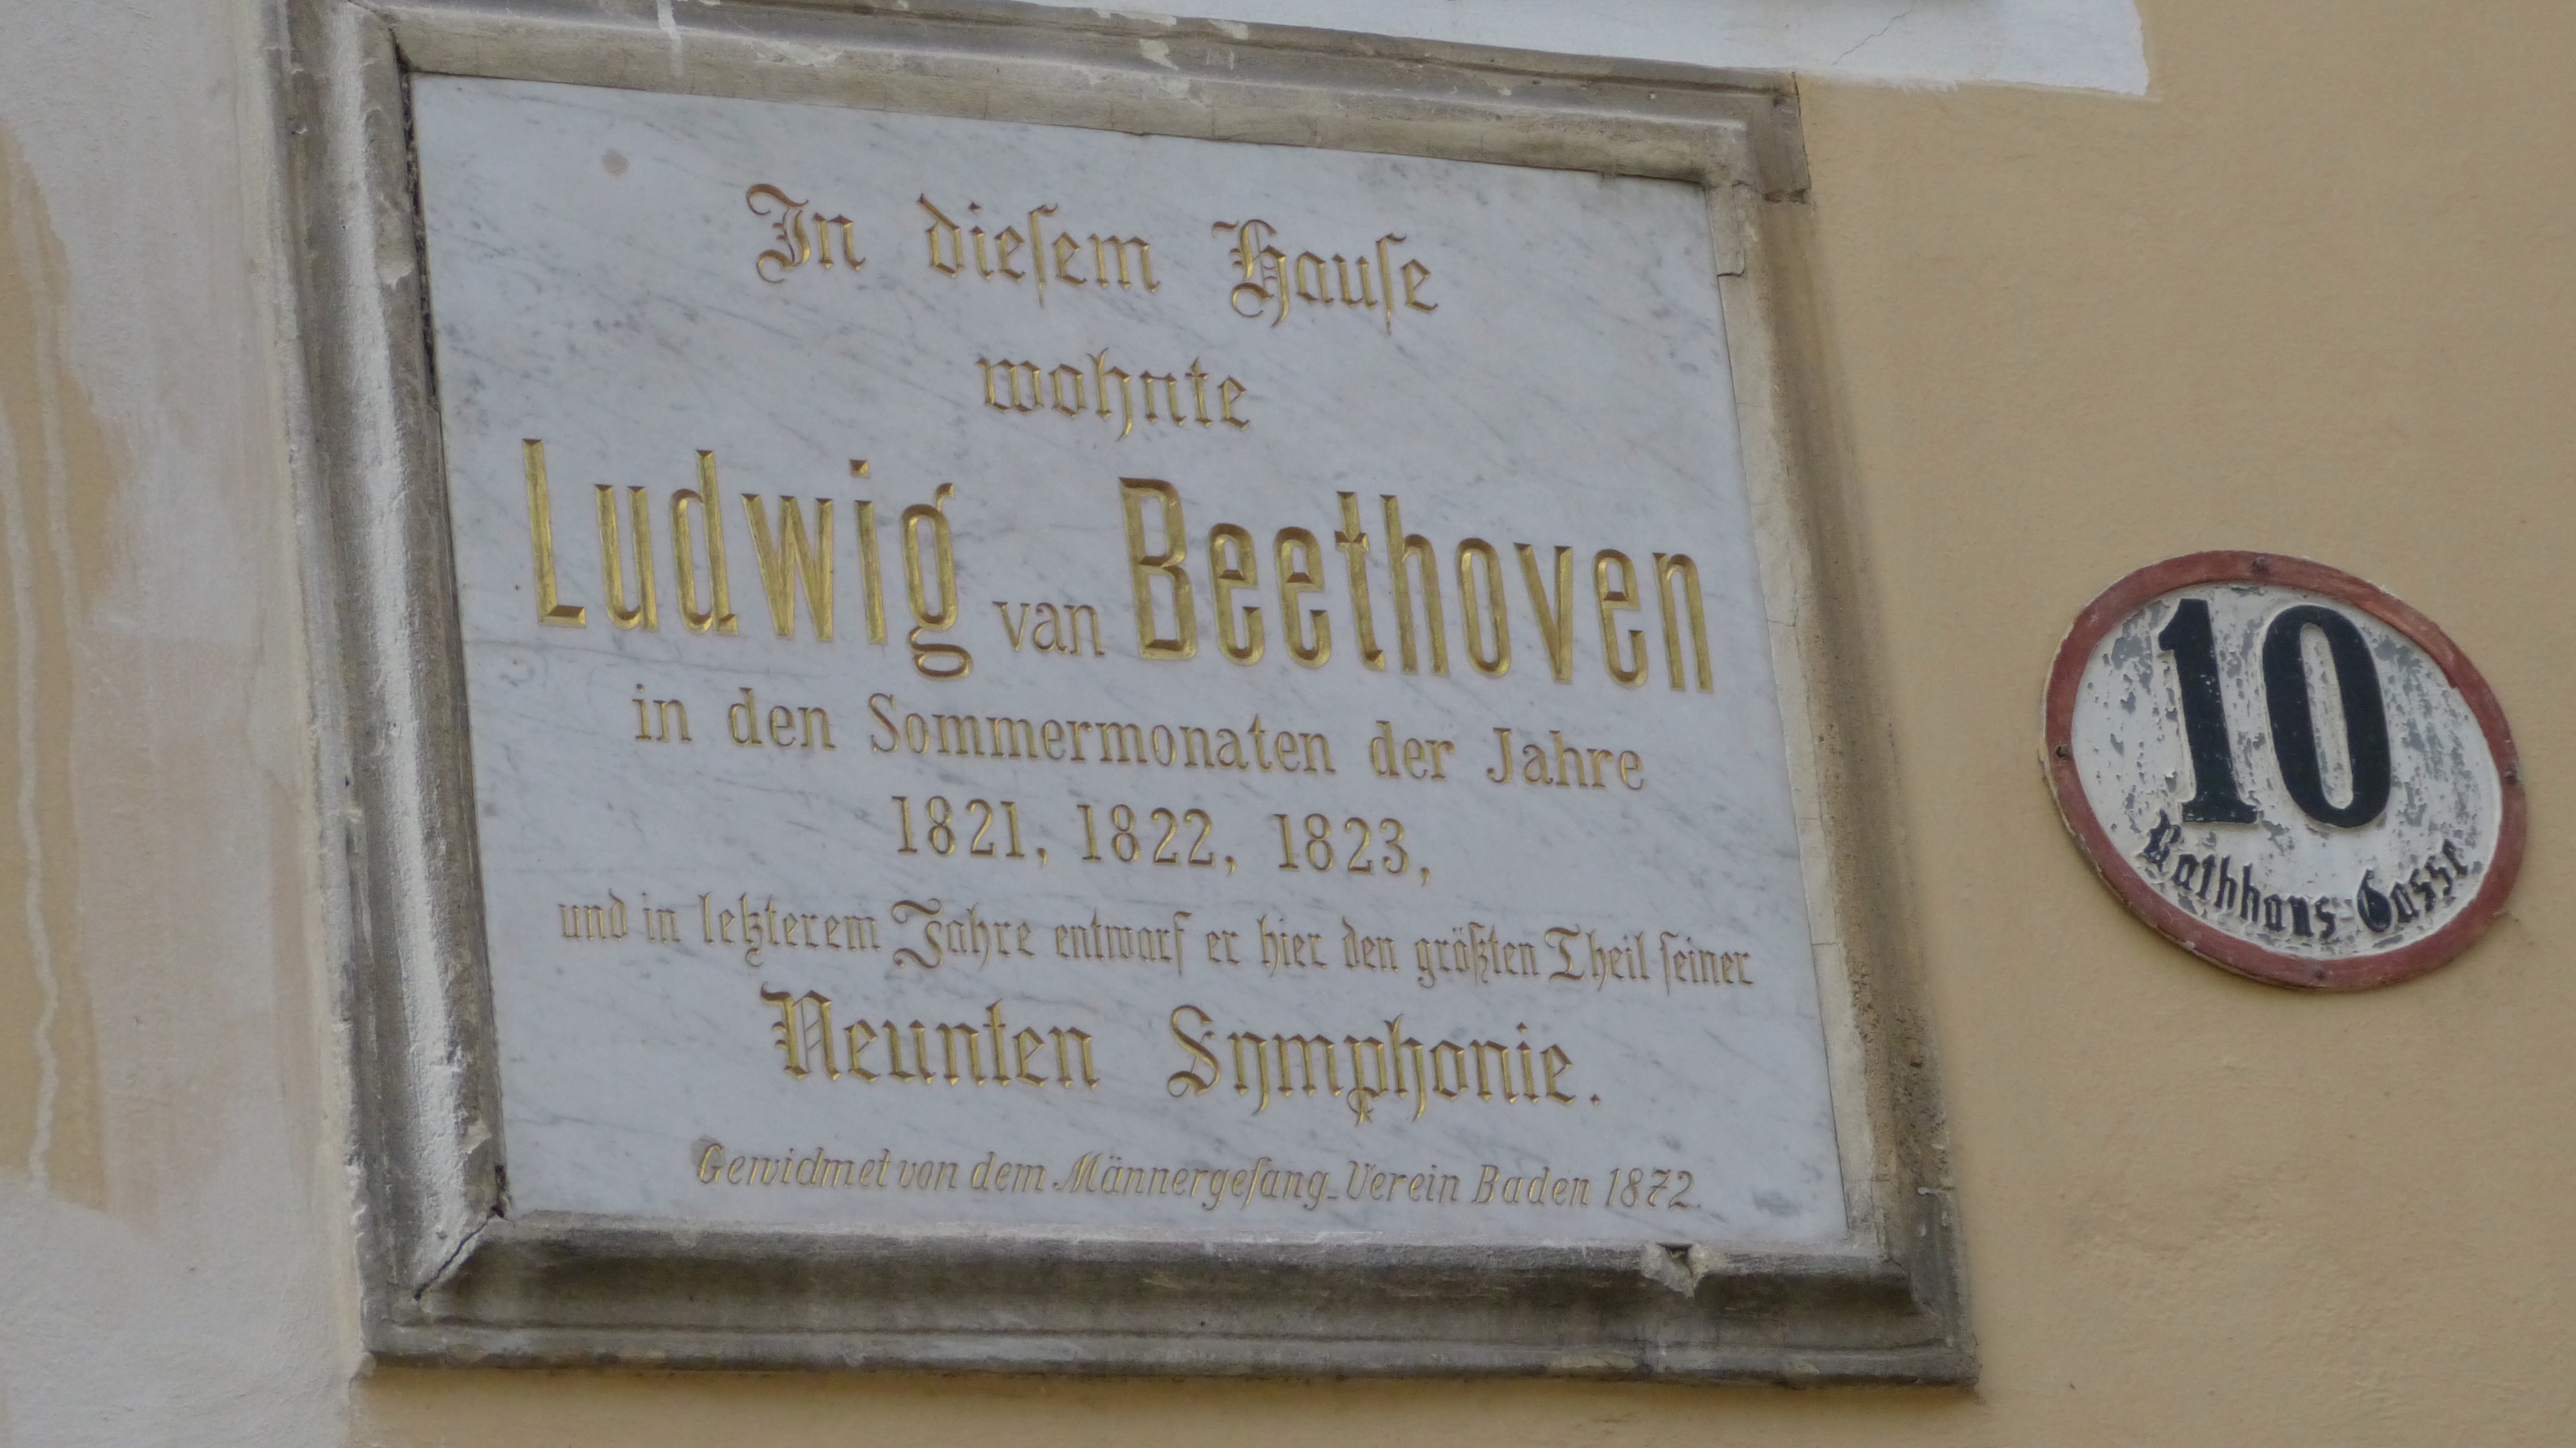 In dieſem Hauſe
wohnte
Ludwig van Beethoven
in den Sommermonaten der Jahre
1821, 1822, 1823,
und in letzterem Jahre entwarf er hier den größten Theil ſeiner
Neunten Symphonie.
Gewidmet von dem Männergeſang-Verein Baden 1872.
10
Rathhaus-Gasse